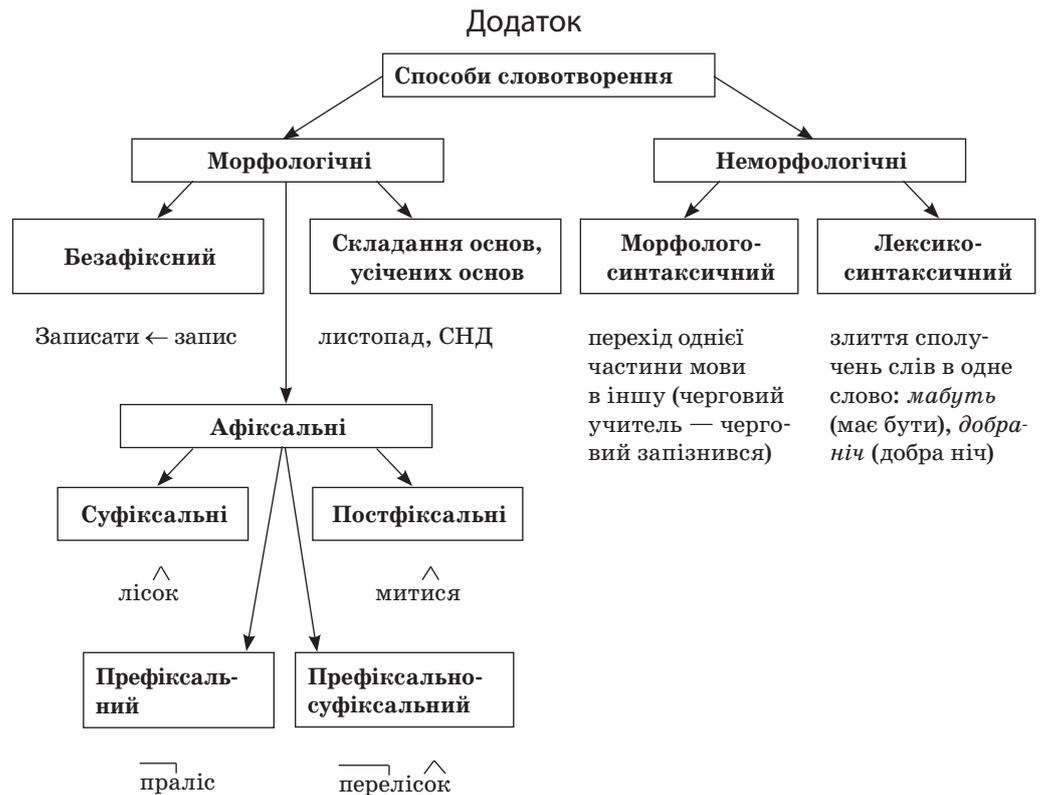 Додаток
Способи словотворення
Морфологічні
Неморфологічні
Безафіксний
Складання основ,
усічених основ
Морфолого-
синтаксичний
Лексико-
синтаксичний
Записати ← запис
листопад, СНД
перехід однієї
частини мови
в іншу (черговий
учитель — черго-
вий запізнився)
злиття сполу-
чень слів в одне
слово: мабуть
(має бути), добра-
ніч (добра ніч)
Афіксальні
Суфіксальні
Постфіксальні
лісок
митися
Префіксаль-
ний
Префіксально-
суфіксальний
праліс
перелісок